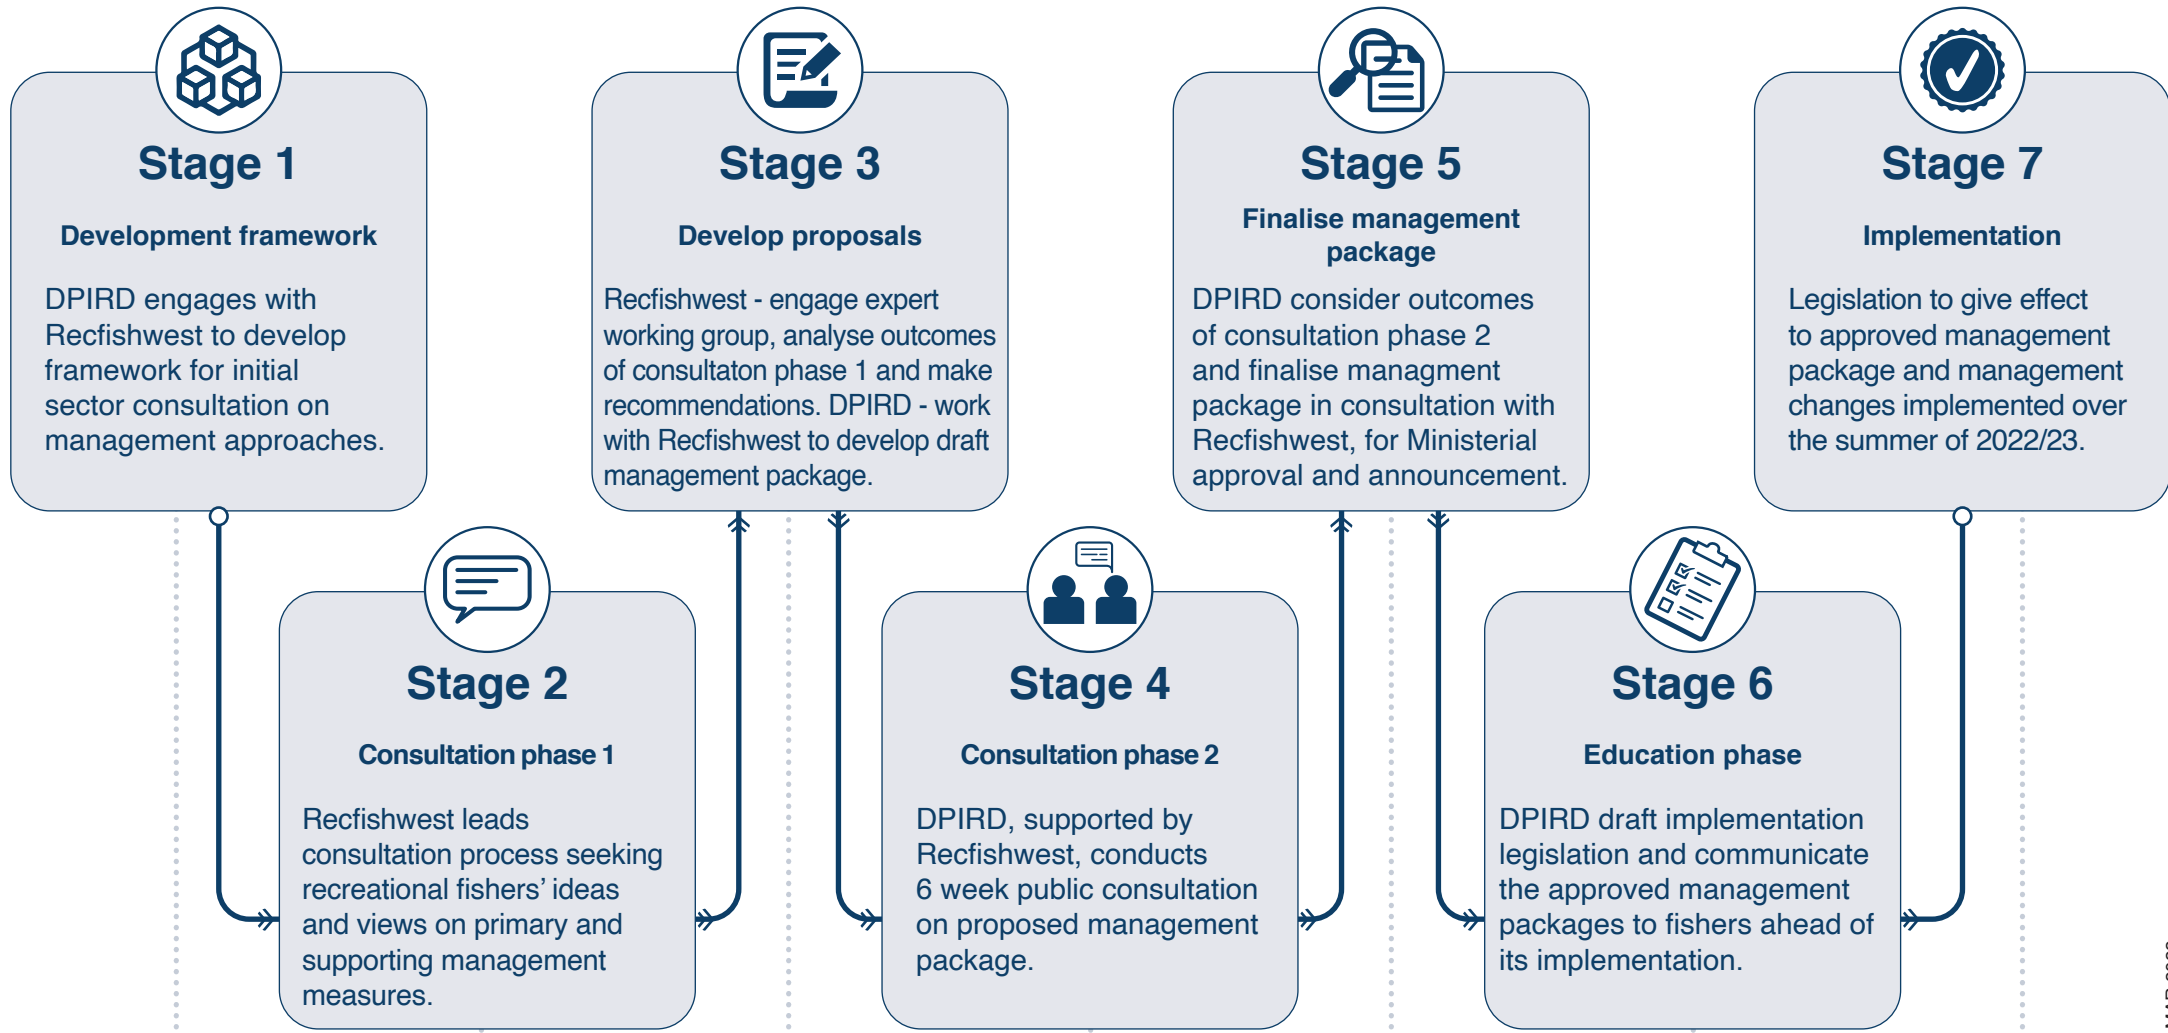 Stage 1
Development framework
DPIRD engages with
Recfishwest to develop
framework for initial
sector consultation on
management approaches.
Stage 2
Consultation phase 1
Recfishwest leads
consultation process seeking
recreational fishers’ ideas
and views on primary and
supporting management
measures.
Stage 3
Develop proposals
Recfishwest - engage expert
working group, analyse outcomes
of consultaton phase 1 and make
recommendations. DPIRD - work
with Recfishwest to develop draft
management package.
Stage 4
Consultation phase 2
DPIRD, supported by
Recfishwest, conducts
6 week public consultation
on proposed management
package.
Stage 5
Finalise management
package
DPIRD consider outcomes
of consultation phase 2
and finalise managment
package in consultation with
Recfishwest, for Ministerial
approval and announcement.
Stage 6
Education phase
DPIRD draft implementation
legislation and communicate
the approved management
packages to fishers ahead of
its implementation.
Stage 7
Implementation
Legislation to give effect
to approved management
package and management
changes implemented over
the summer of 2022/23.